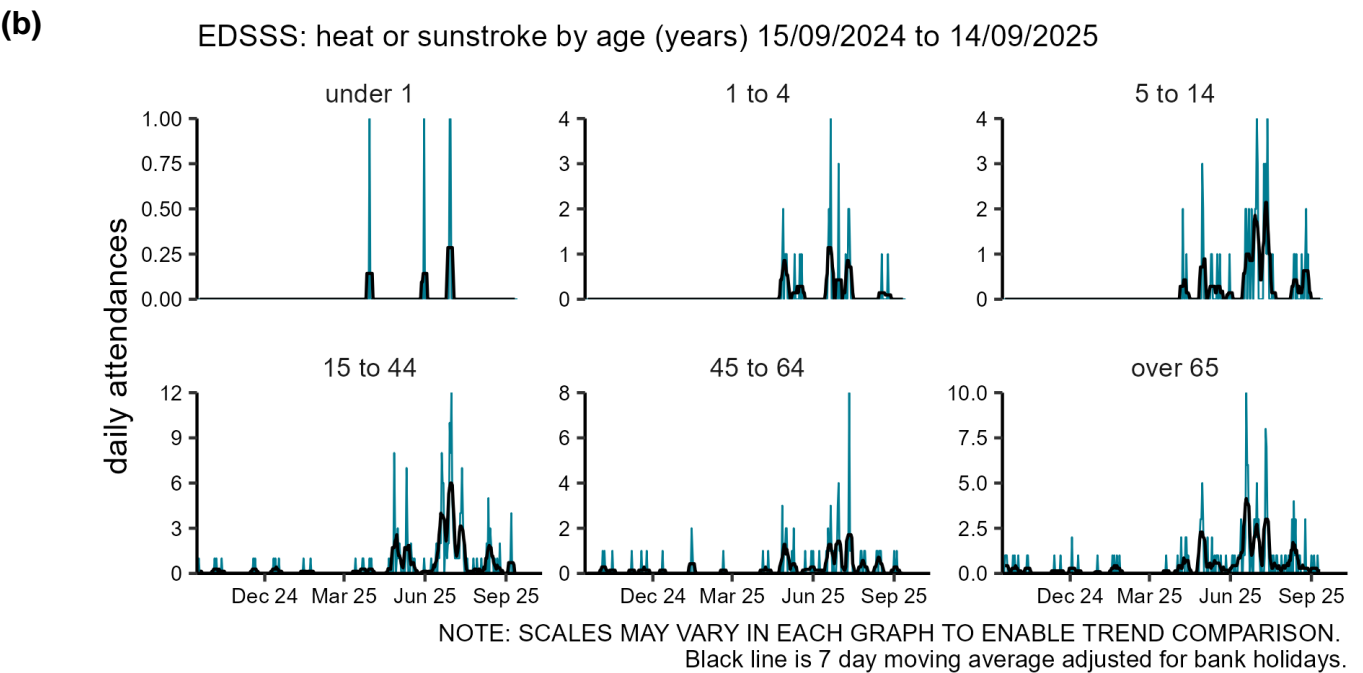 (b)
EDSSS: heat or sunstroke by age (years) 15/09/2024 to 14/09/2025
daily attendances
under 1
1.00
0.75
0.50
0.25
0.00
1 to 4
4
3
2
1
0
5 to 14
4
3
2
1
0
15 to 44
12
9
6
3
0
Dec 24 Mar 25 Jun 25 Sep 25
45 to 64
8
6
4
2
0
Dec 24 Mar 25 Jun 25 Sep 25
over 65
10.0
7.5
5.0
2.5
0.0
Dec 24 Mar 25 Jun 25 Sep 25
NOTE: SCALES MAY VARY IN EACH GRAPH TO ENABLE TREND COMPARISON.
Black line is 7 day moving average adjusted for bank holidays.